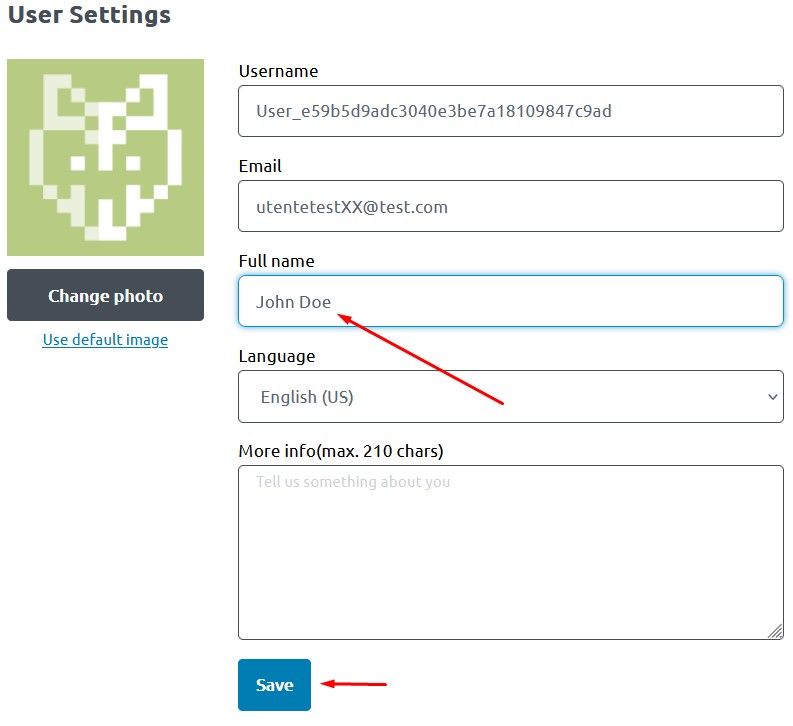 User Settings
Username
User_e59b5d9adc3040e3be7a18109847c9ad
Email
utentetestXX@test.com
Full name
John Doe
Change photo
Use default image
Language
English (US)
More info(max. 210 chars)
Tell us something about you
Save